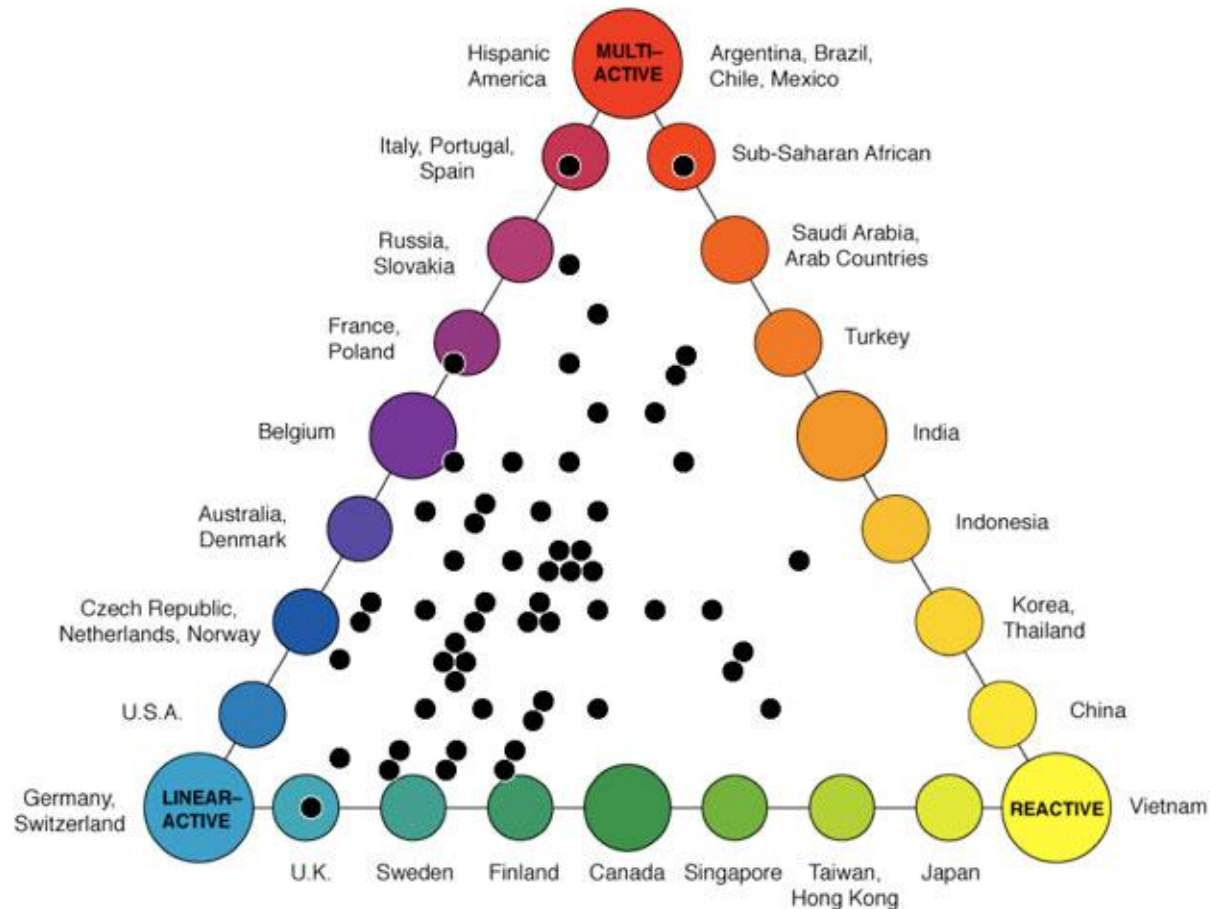 Hispanic
America
MULTI–
ACTIVE
Argentina, Brazil,
Chile, Mexico
Italy, Portugal,
Spain
Sub-Saharan African
Russia,
Slovakia
Saudi Arabia,
Arab Countries
France,
Poland
Turkey
Belgium
India
Australia,
Denmark
Indonesia
Czech Republic,
Netherlands, Norway
Korea,
Thailand
U.S.A.
China
Germany,
Switzerland
LINEAR–
ACTIVE
REACTIVE
Vietnam
U.K.
Sweden
Finland
Canada
Singapore
Taiwan,
Hong Kong
Japan